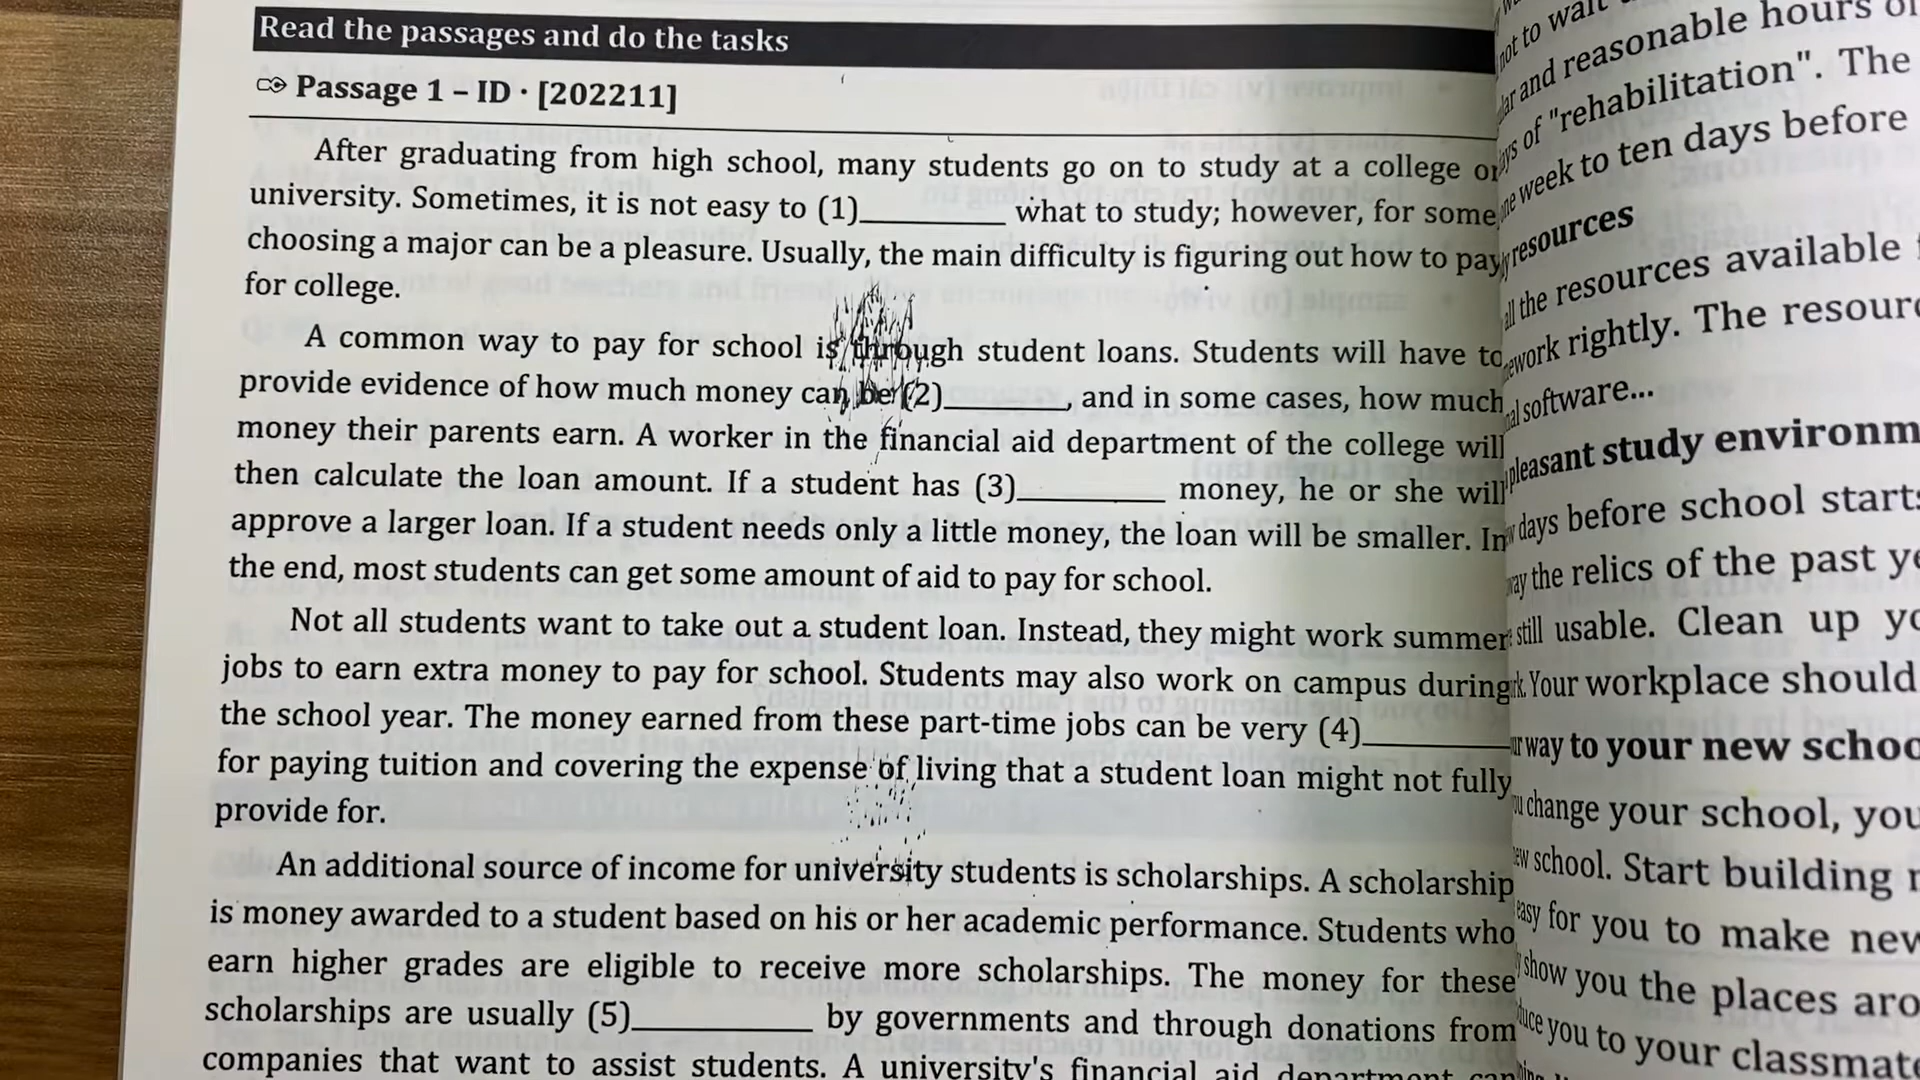 Read the passages and do the tasks
Passage 1 – ID · [202211]
After graduating from high school, many students go on to study at a college or
university. Sometimes, it is not easy to (1)__________ what to study; however, for some
choosing a major can be a pleasure. Usually, the main difficulty is figuring out how to pay
for college.
A common way to pay for school is through student loans. Students will have to
provide evidence of how much money can be (2)_________, and in some cases, how much
money their parents earn. A worker in the financial aid department of the college will
then calculate the loan amount. If a student has (3)__________ money, he or she will
approve a larger loan. If a student needs only a little money, the loan will be smaller. In
the end, most students can get some amount of aid to pay for school.
Not all students want to take out a student loan. Instead, they might work summer
jobs to earn extra money to pay for school. Students may also work on campus during
the school year. The money earned from these part-time jobs can be very (4)__________
for paying tuition and covering the expense of living that a student loan might not fully
provide for.
An additional source of income for university students is scholarships. A scholarship
is money awarded to a student based on his or her academic performance. Students who
earn higher grades are eligible to receive more scholarships. The money for these
scholarships are usually (5)____________ by governments and through donations from
companies that want to assist students. A university's financial aid department can
not to wait
and reasonable hours of
of "rehabilitation". The
week to ten days before
resources
all the resources available
work rightly. The
software...
pleasant study
days before school starts
the relics of the past
still usable. Clean up
Your workplace should
way to your new
change your school, you
school. Start building
easy for you to make new
show you the places
you to your